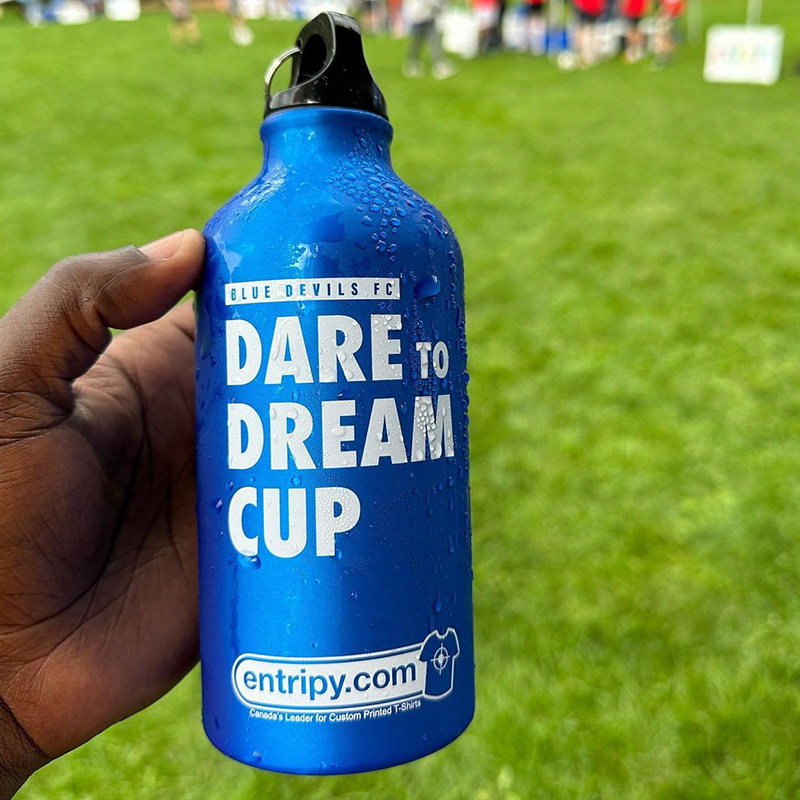 BLUE DEVILS FC
DARE TO
DREAM
CUP
entripy.com
Canada's Leader for Custom Printed T-Shirts